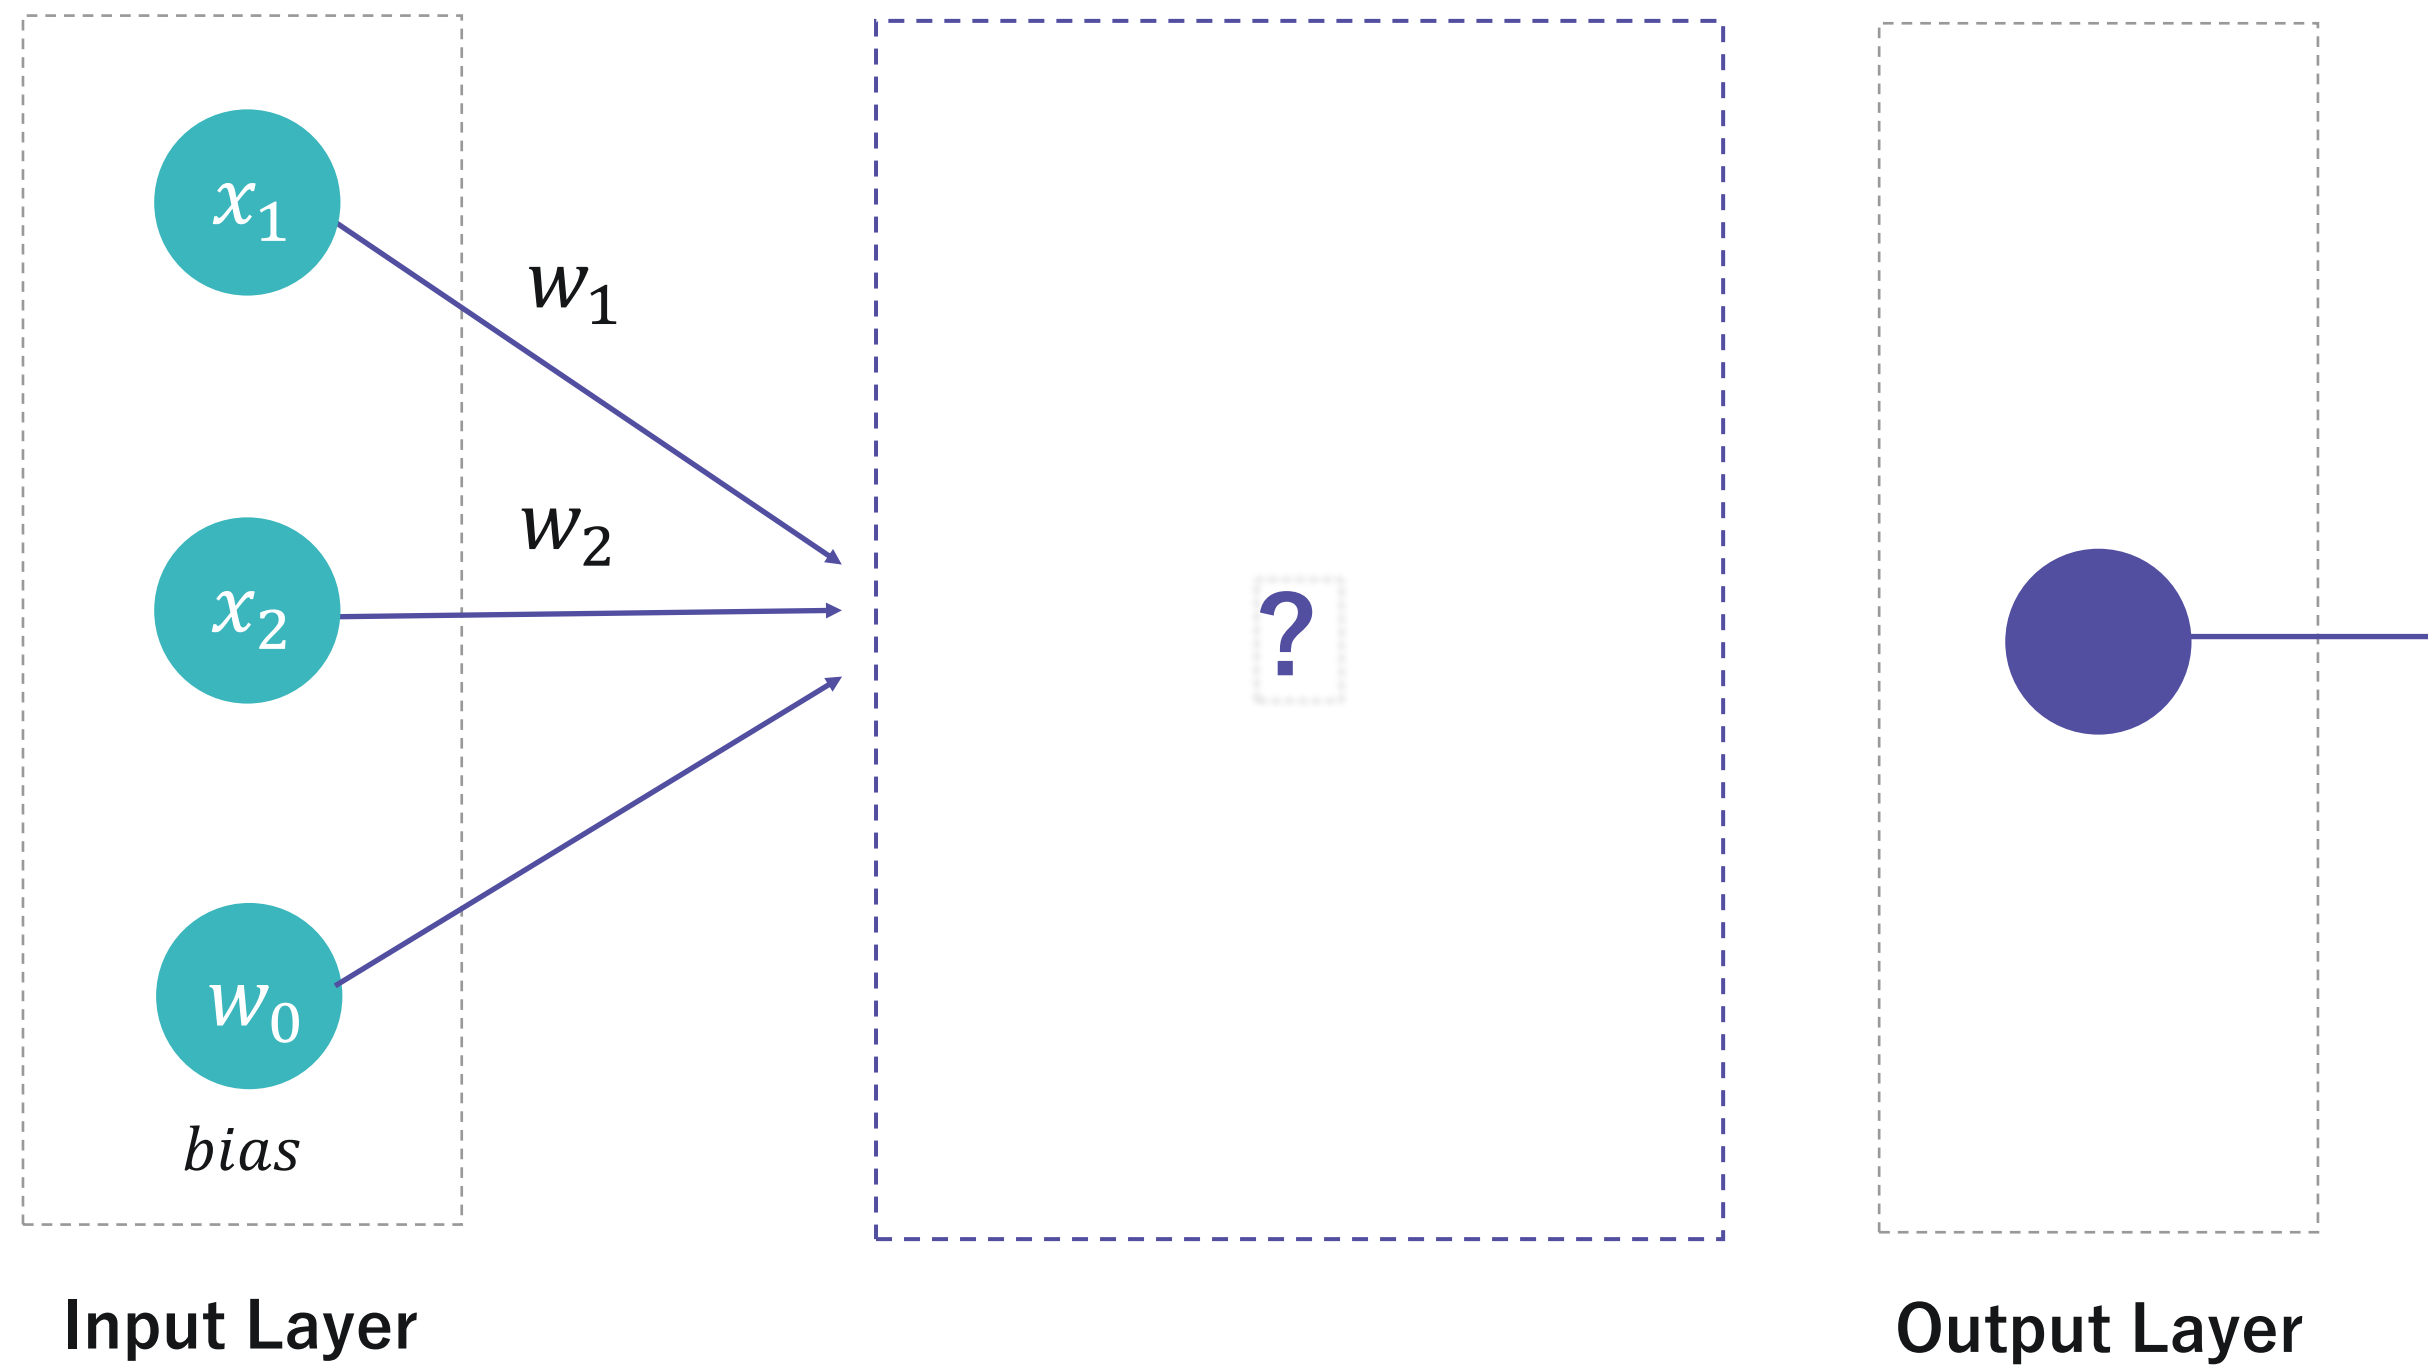 x₁
w₁
w₂
x₂
?
w₀
bias
Input Layer
Output Layer